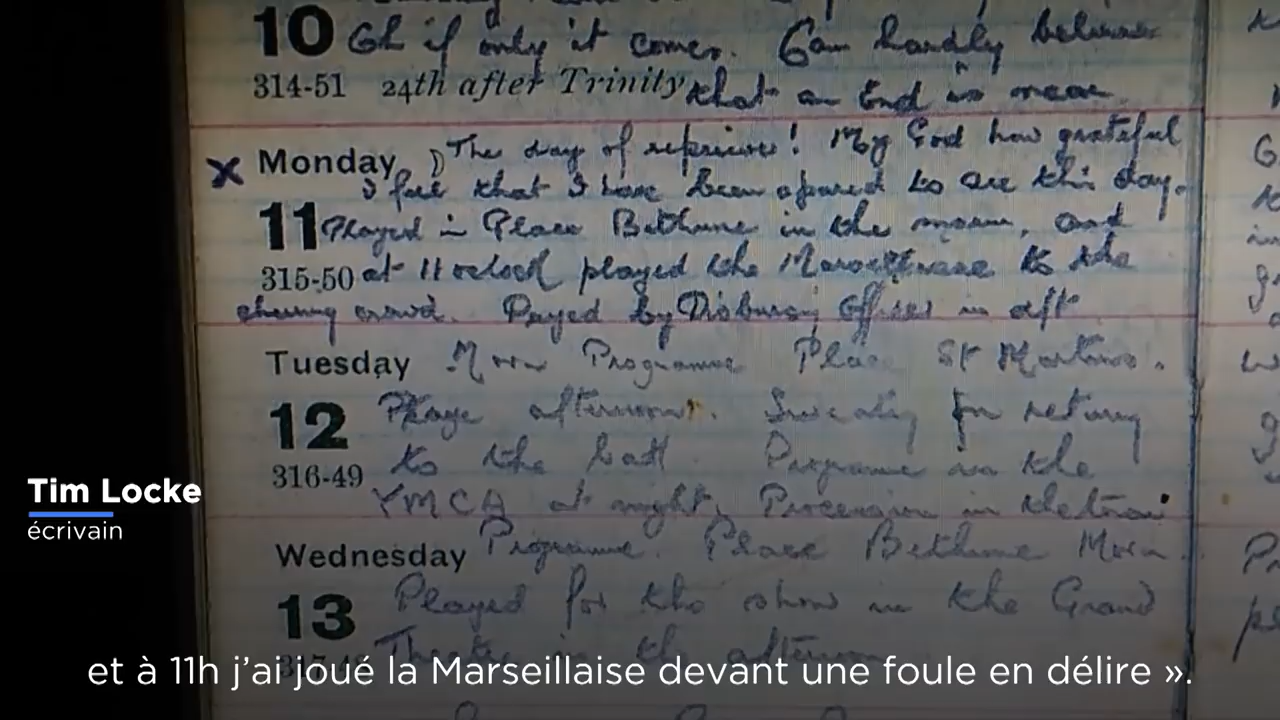 10 Oh if only it comes. Can hardly believe
314-51 24th after Trinity that an End is near
x Monday The day of reprieve! My God how grateful
I feel that I have been spared to see this day.
11 Played in Place Bethune in the morn, and
315-50 at 11 oclock played the Marseillaise to the
cheering crowd. Payed by Disbursing Officer in aft
Tuesday Morn Programme Place St Martins.
12 afternoon. for return
316-49 to the batt Programme in the
YMCA at night. Procession in the
Wednesday Programme. Place Bethune Morn
13 Played for the show in the Grand
Theatre in the afternoon
Tim Locke
écrivain
et à 11h j'ai joué la Marseillaise devant une foule en délire ».